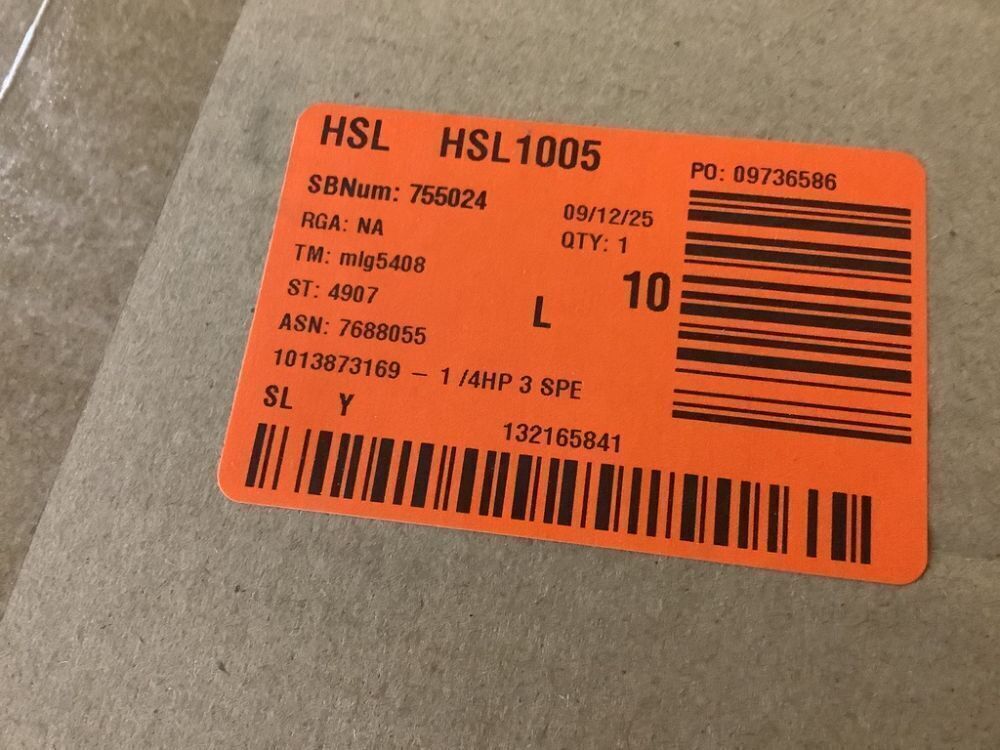 HSL HSL1005
PO: 09736586
SBNum: 755024
09/12/25
RGA: NA
QTY: 1
TM: mlg5408
10
ST: 4907
L
ASN: 7688055
1013873169 – 1 /4HP 3 SPE
SL Y
132165841